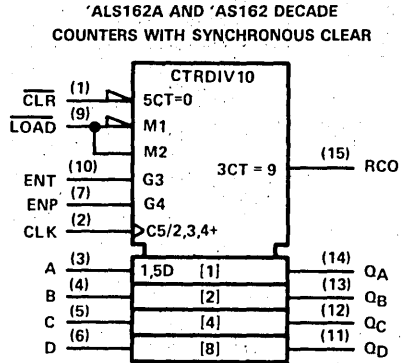 'ALS162A AND 'AS162 DECADE
COUNTERS WITH SYNCHRONOUS CLEAR
CTRDIV10
CLR (1) 5CT=0
LOAD (9) M1
M2
ENT (10) G3 3CT = 9 (15) RCO
ENP (7) G4
CLK (2) C5/2,3,4+
A (3) 1,5D [1] (14) QA
B (4) [2] (13) QB
C (5) [4] (12) QC
D (6) [8] (11) QD